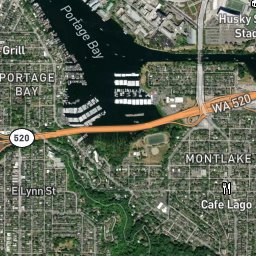 Portage
Bay
Husky S
Stad
Grill
PORTAGE
BAY
WA 520
520
MONTLAKE
E Lynn St
Cafe Lago